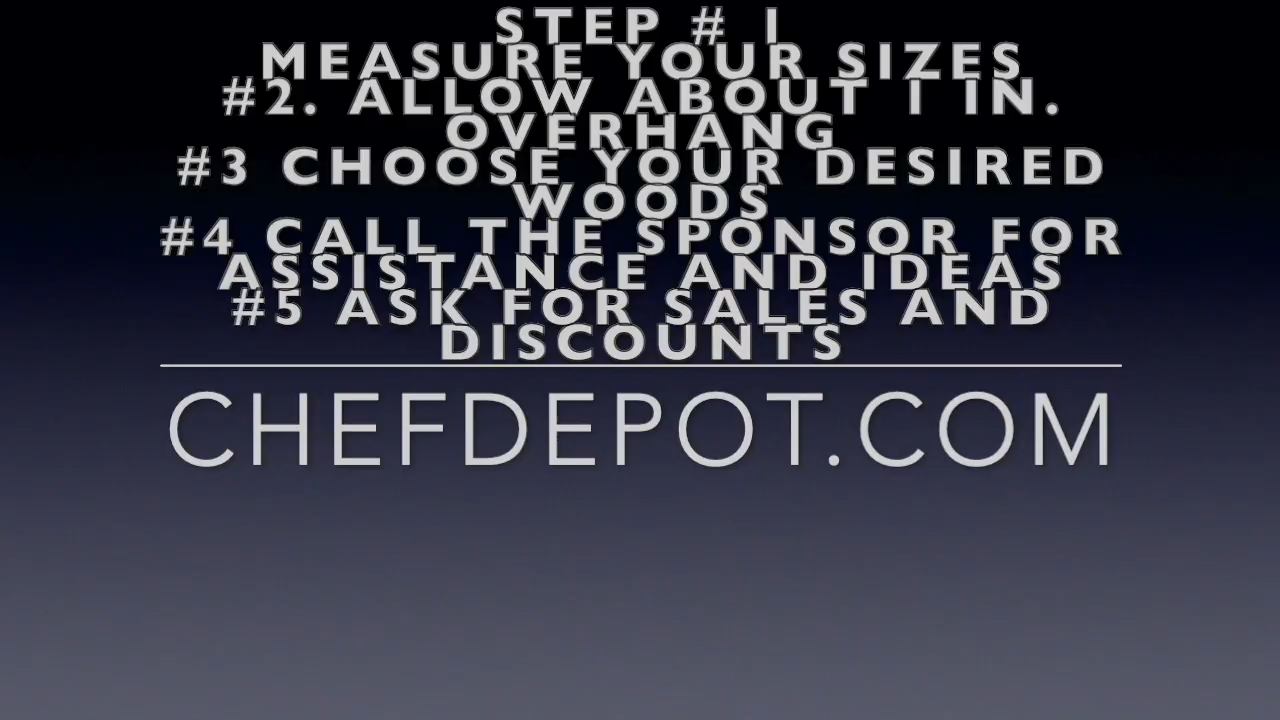 STEP # 1
MEASURE YOUR SIZES
#2. ALLOW ABOUT 1 IN.
OVERHANG
#3 CHOOSE YOUR DESIRED
WOODS
#4 CALL THE SPONSOR FOR
ASSISTANCE AND IDEAS
#5 ASK FOR SALES AND
DISCOUNTS
CHEFDEPOT.COM